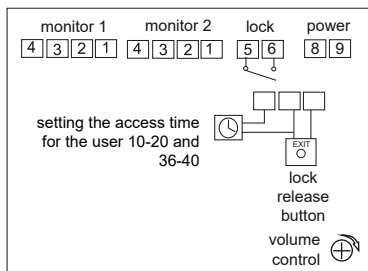 monitor 1 monitor 2 lock power
4 3 2 1 4 3 2 1 5 6 8 9
setting the access time
for the user 10-20 and
36-40
EXIT
lock
release
button
volume
control